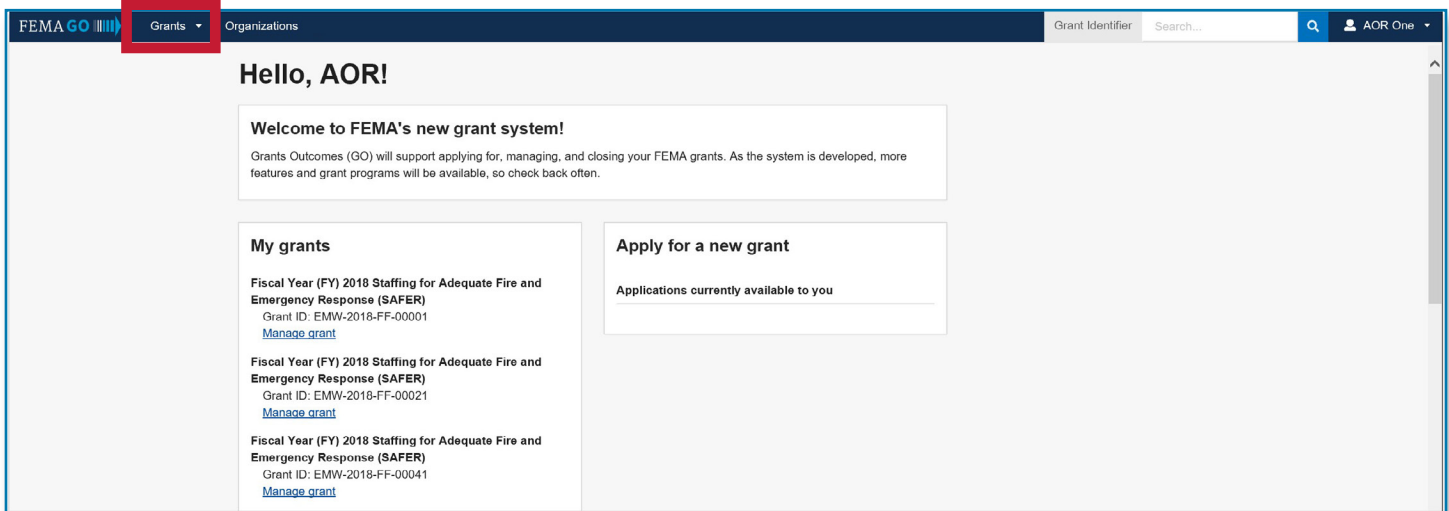 FEMA GO Grants Organizations Grant Identifier Search... AOR One
Hello, AOR!
Welcome to FEMA's new grant system!
Grants Outcomes (GO) will support applying for, managing, and closing your FEMA grants. As the system is developed, more
features and grant programs will be available, so check back often.
My grants
Fiscal Year (FY) 2018 Staffing for Adequate Fire and
Emergency Response (SAFER)
Grant ID: EMW-2018-FF-00001
Manage grant
Fiscal Year (FY) 2018 Staffing for Adequate Fire and
Emergency Response (SAFER)
Grant ID: EMW-2018-FF-00021
Manage grant
Fiscal Year (FY) 2018 Staffing for Adequate Fire and
Emergency Response (SAFER)
Grant ID: EMW-2018-FF-00041
Manage grant
Apply for a new grant
Applications currently available to you